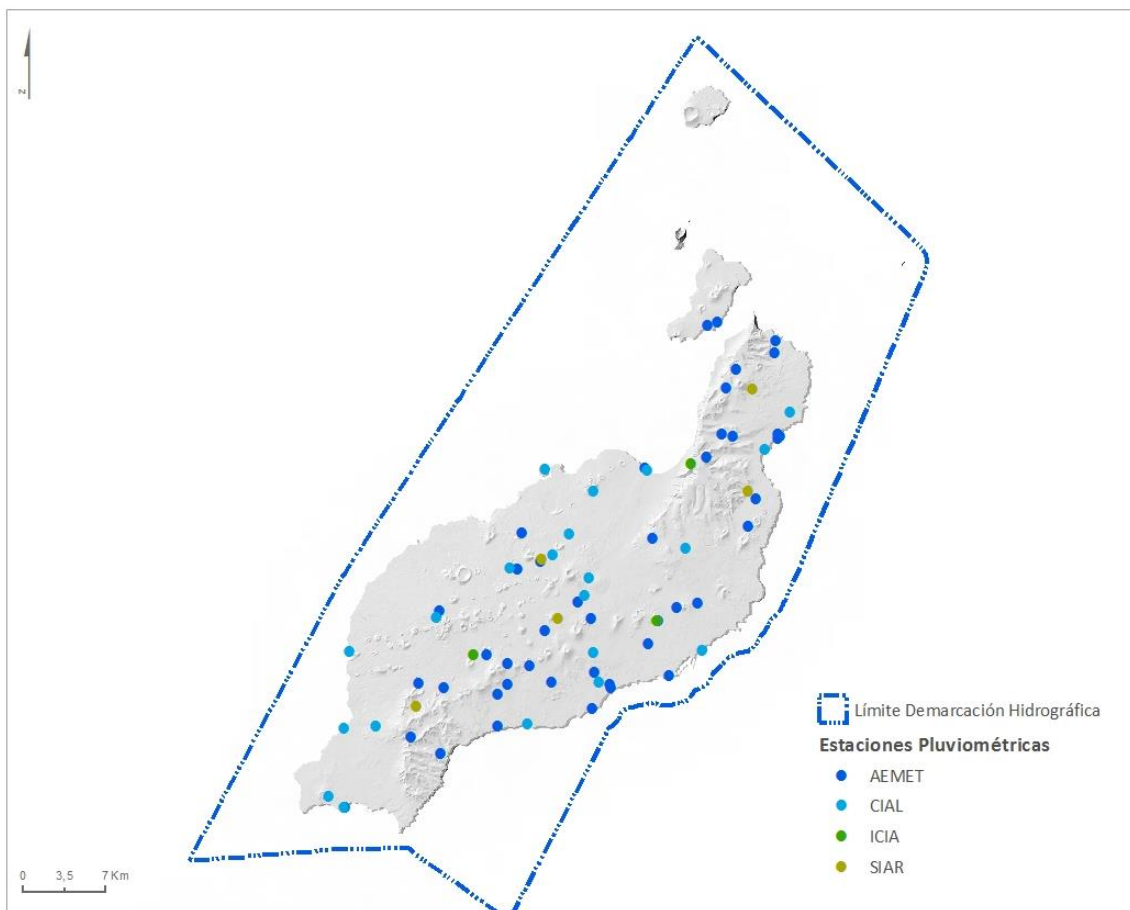 N
Límite Demarcación Hidrográfica
Estaciones Pluviométricas
AEMET
CIAL
ICIA
SIAR
0 3,5 7 Km